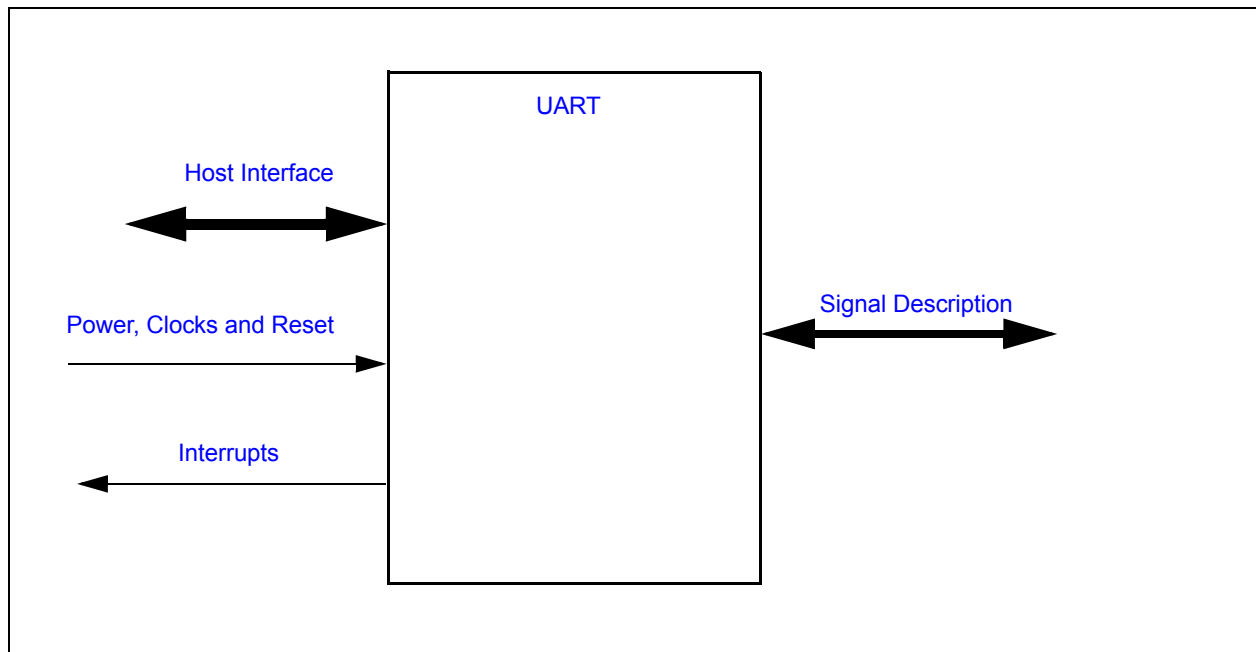 UART
Host Interface
Signal Description
Power, Clocks and Reset
Interrupts